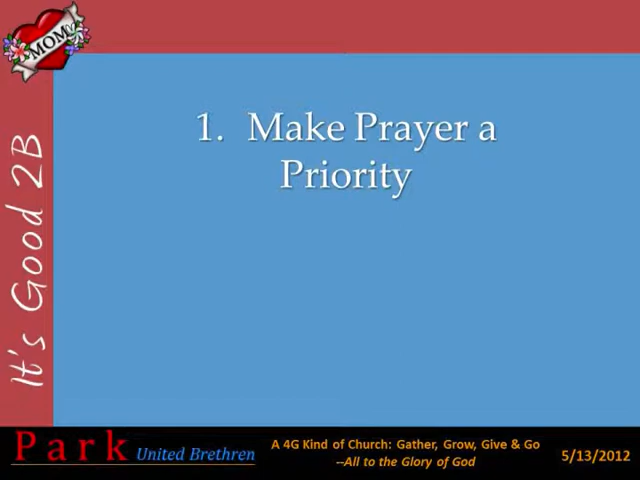 MOM
It's Good 2B
1. Make Prayer a
Priority
Park United Brethren
A 4G Kind of Church: Gather, Grow, Give & Go
--All to the Glory of God
5/13/2012